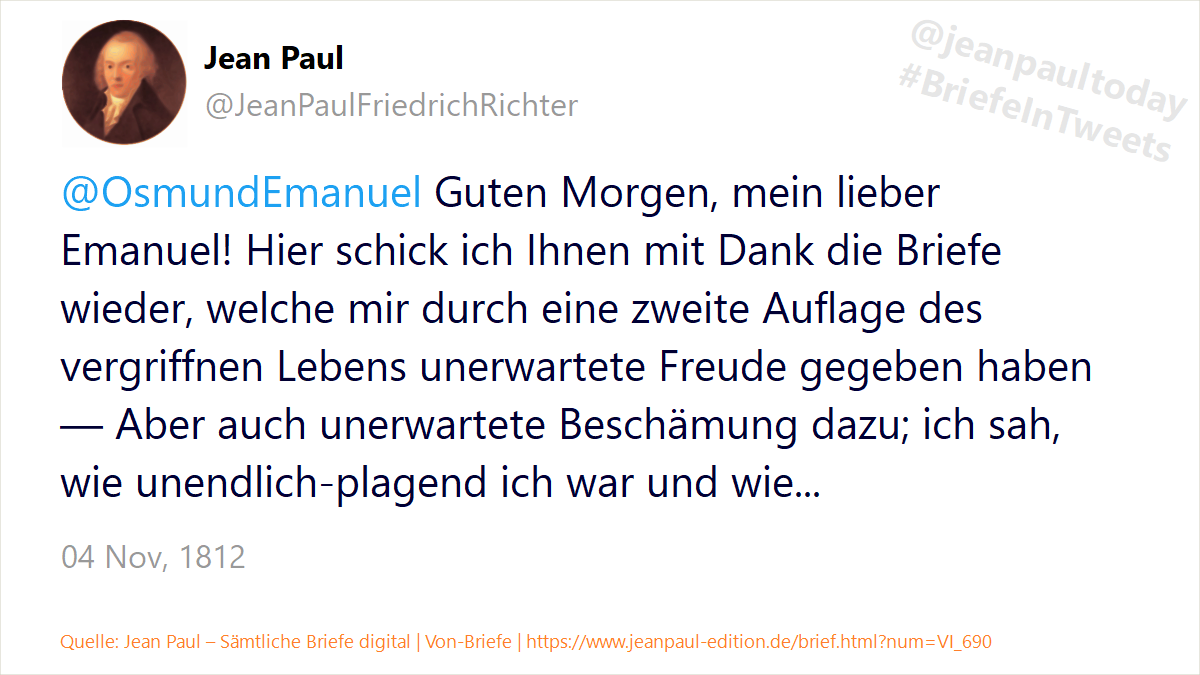 Jean Paul
@JeanPaulFriedrichRichter
@jeanpaultoday
#BriefeInTweets
@OsmundEmanuel Guten Morgen, mein lieber
Emanuel! Hier schick ich Ihnen mit Dank die Briefe
wieder, welche mir durch eine zweite Auflage des
vergriffnen Lebens unerwartete Freude gegeben haben
— Aber auch unerwartete Beschämung dazu; ich sah,
wie unendlich-plagend ich war und wie...
04 Nov, 1812
Quelle: Jean Paul – Sämtliche Briefe digital | Von-Briefe | https://www.jeanpaul-edition.de/brief.html?num=VI_690